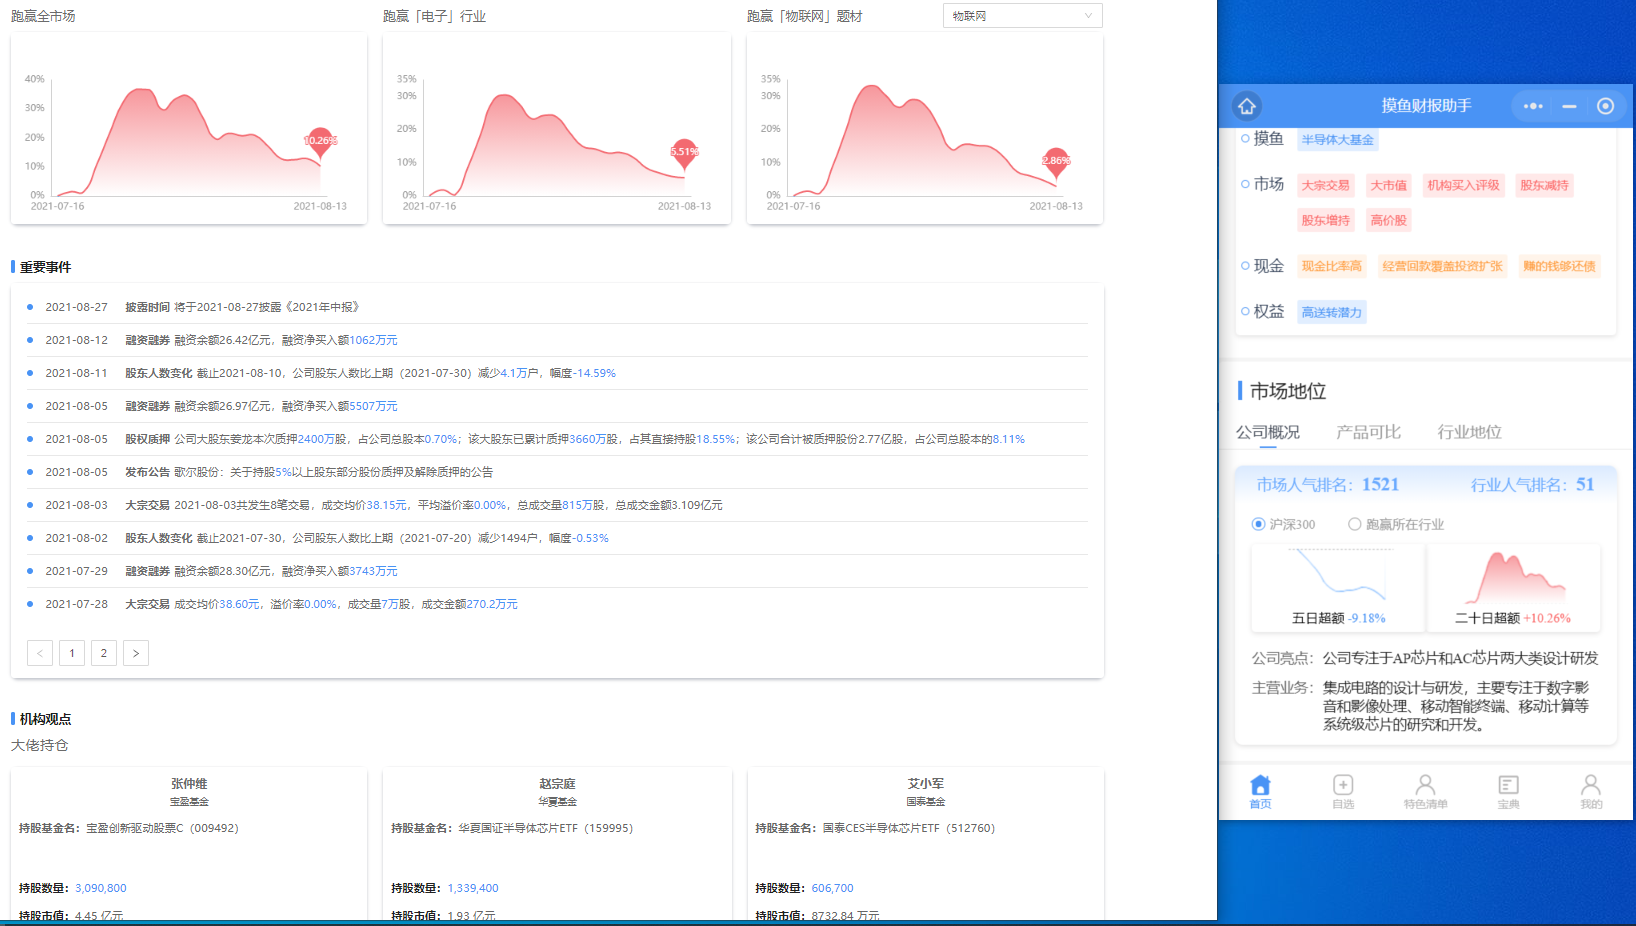 跑赢全市场
跑赢「电子」行业
跑赢「物联网」题材
物联网
40%
30%
20%
10%
0%
10.26%
2021-07-16
2021-08-13
35%
30%
20%
10%
0%
5.51%
2021-07-16
2021-08-13
35%
30%
20%
10%
0%
2.86%
2021-07-16
2021-08-13
重要事件
2021-08-27 披露时间 将于2021-08-27披露《2021年中报》
2021-08-12 融资融券 融资余额26.42亿元，融资净买入额1062万元
2021-08-11 股东人数变化 截止2021-08-10，公司股东人数比上期（2021-07-30）减少4.1万户，幅度-14.59%
2021-08-05 融资融券 融资余额26.97亿元，融资净买入额5507万元
2021-08-05 股权质押 公司大股东姜龙本次质押2400万股，占公司总股本0.70%；该大股东已累计质押3660万股，占其直接持股18.55%；该公司合计被质押股份2.77亿股，占公司总股本的8.11%
2021-08-05 发布公告 歌尔股份：关于持股5%以上股东部分股份质押及解除质押的公告
2021-08-03 大宗交易 2021-08-03共发生8笔交易，成交均价38.15元，平均溢价率0.00%，总成交量815万股，总成交金额3.109亿元
2021-08-02 股东人数变化 截止2021-07-30，公司股东人数比上期（2021-07-20）减少1494户，幅度-0.53%
2021-07-29 融资融券 融资余额28.30亿元，融资净买入额3743万元
2021-07-28 大宗交易 成交均价38.60元，溢价率0.00%，成交量7万股，成交金额270.2万元
< 1 2 >
机构观点
大佬持仓
张仲维
宝盈基金
持股基金名：宝盈创新驱动股票C（009492）
持股数量：3,090,800
持股市值：4.45 亿元
赵宗庭
华夏基金
持股基金名：华夏国证半导体芯片ETF（159995）
持股数量：1,339,400
持股市值：1.93 亿元
艾小军
国泰基金
持股基金名：国泰CES半导体芯片ETF（512760）
持股数量：606,700
持股市值：8732.84 万元
摸鱼财报助手
摸鱼 半导体大基金
市场 大宗交易 大市值 机构买入评级 股东减持
股东增持 高价股
现金 现金比率高 经营回款覆盖投资扩张 赚的钱够还债
权益 高送转潜力
市场地位
公司概况 产品可比 行业地位
市场人气排名：1521 行业人气排名：51
沪深300 跑赢所在行业
五日超额 -9.18%
二十日超额 +10.26%
公司亮点：公司专注于AP芯片和AC芯片两大类设计研发
主营业务：集成电路的设计与研发，主要专注于数字影
音和影像处理、移动智能终端、移动计算等
系统级芯片的研究和开发。
首页 自选 特色清单 宝典 我的